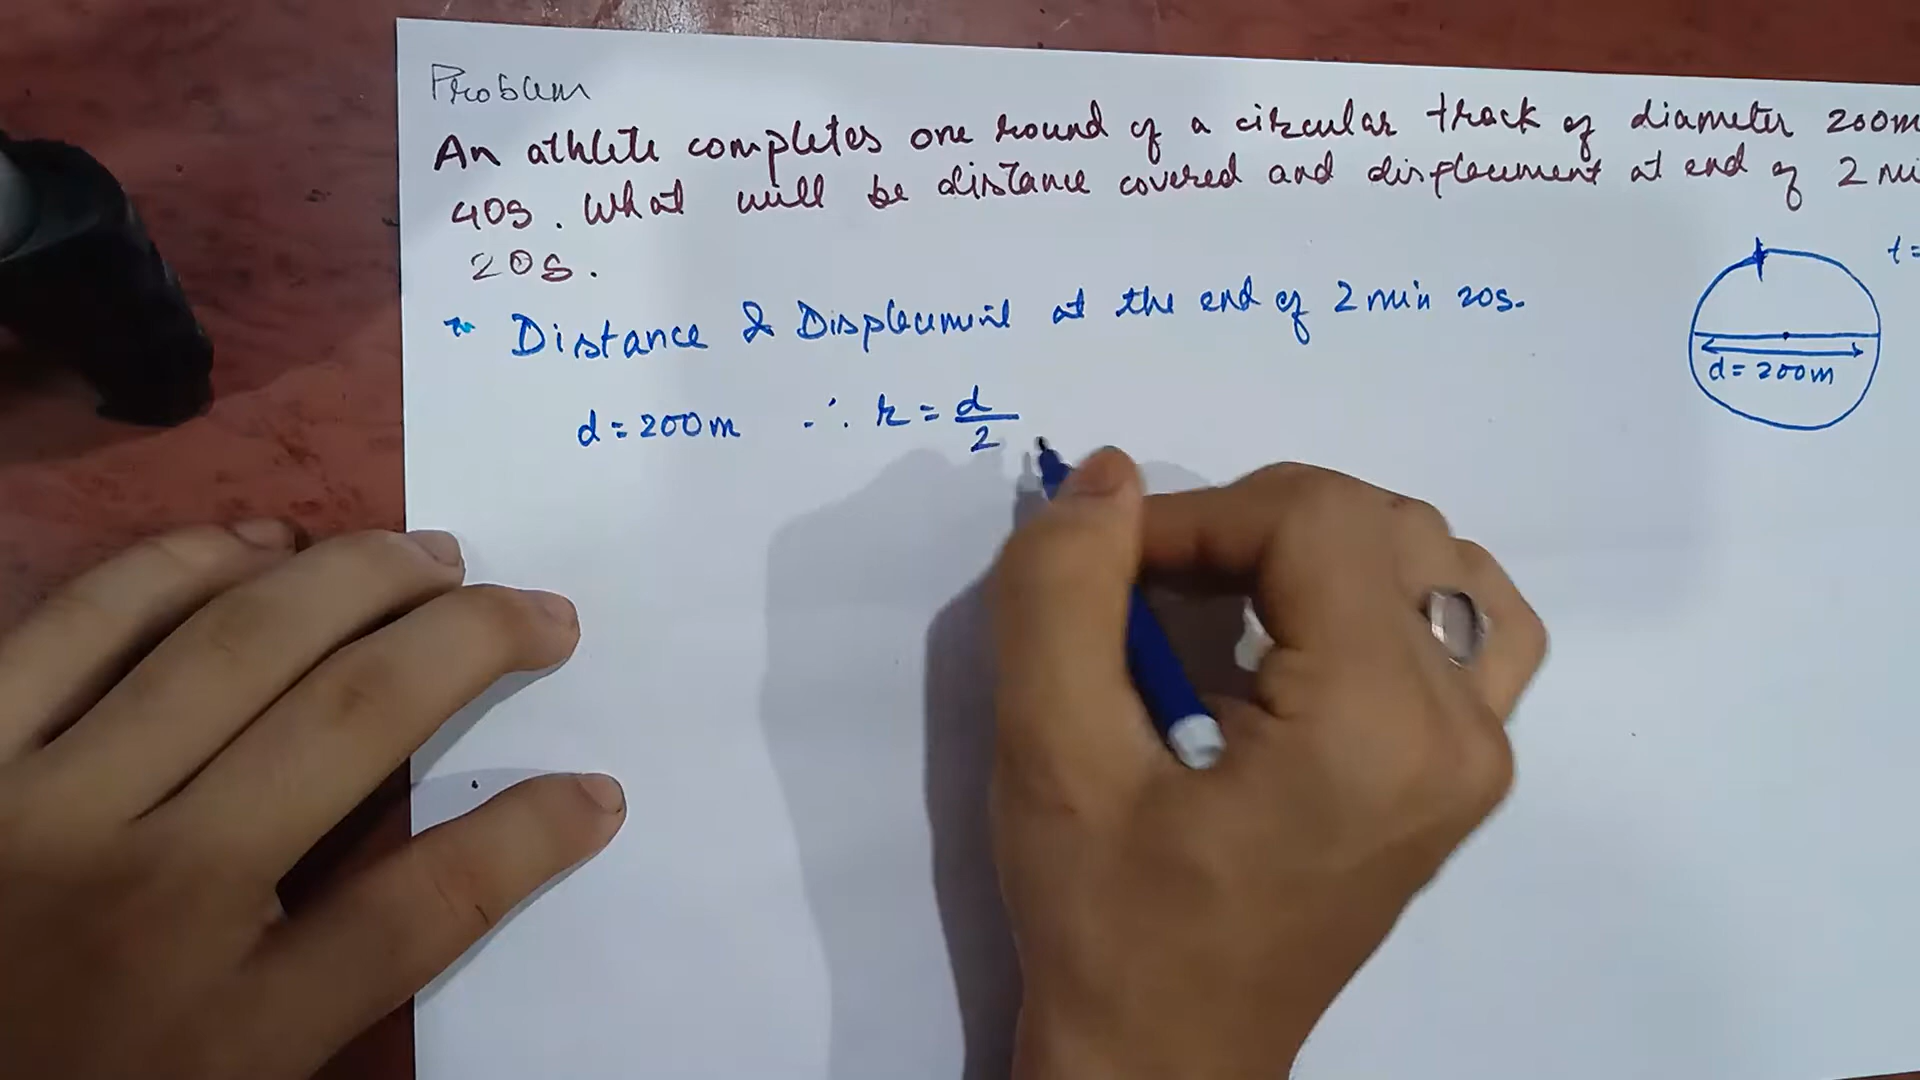 Problem
An athlete completes one round of a circular track of diameter 200m
40s. What will be distance covered and displacement at end of 2
20s.
Distance & Displacement at the end of 2 min 20s.
t =
d = 200m
d = 200m ∴ r = d/2